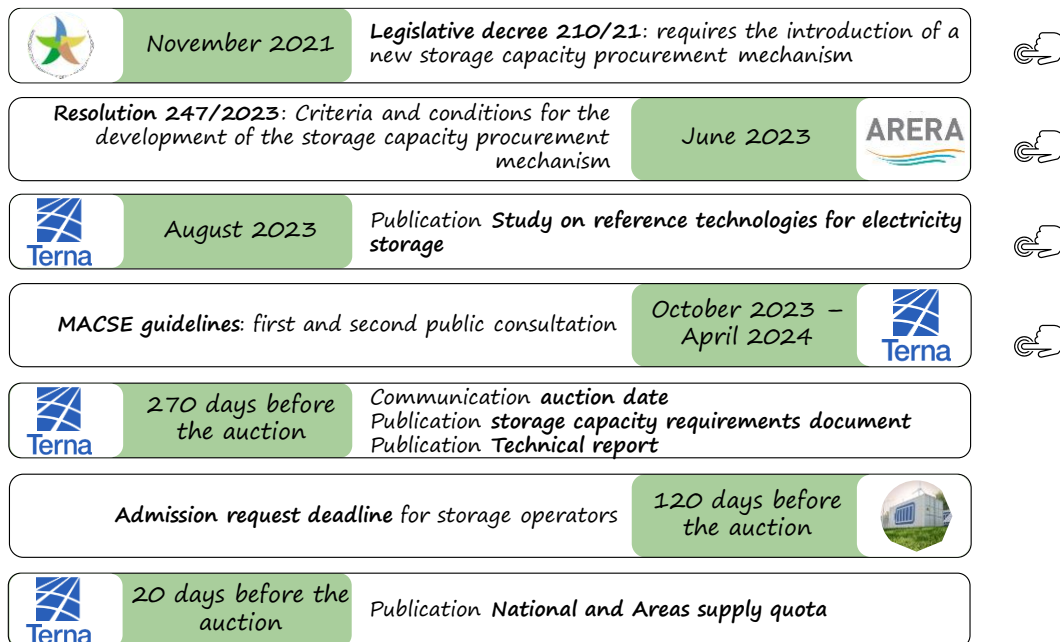 November 2021
Legislative decree 210/21: requires the introduction of a
new storage capacity procurement mechanism
Resolution 247/2023: Criteria and conditions for the
development of the storage capacity procurement
mechanism
June 2023
ARERA
Terna
August 2023
Publication Study on reference technologies for electricity
storage
MACSE guidelines: first and second public consultation
October 2023 –
April 2024
Terna
Terna
270 days before
the auction
Communication auction date
Publication storage capacity requirements document
Publication Technical report
Admission request deadline for storage operators
120 days before
the auction
Terna
20 days before the
auction
Publication National and Areas supply quota